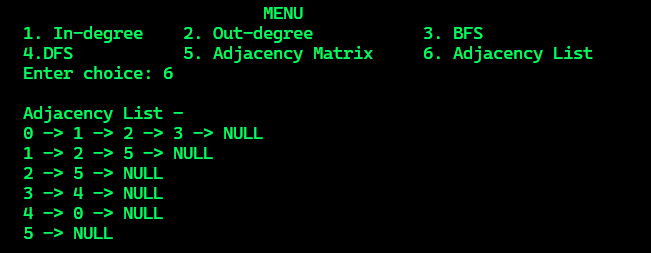 MENU
1. In-degree 2. Out-degree 3. BFS
4.DFS 5. Adjacency Matrix 6. Adjacency List
Enter choice: 6
Adjacency List -
0 -> 1 -> 2 -> 3 -> NULL
1 -> 2 -> 5 -> NULL
2 -> 5 -> NULL
3 -> 4 -> NULL
4 -> 0 -> NULL
5 -> NULL